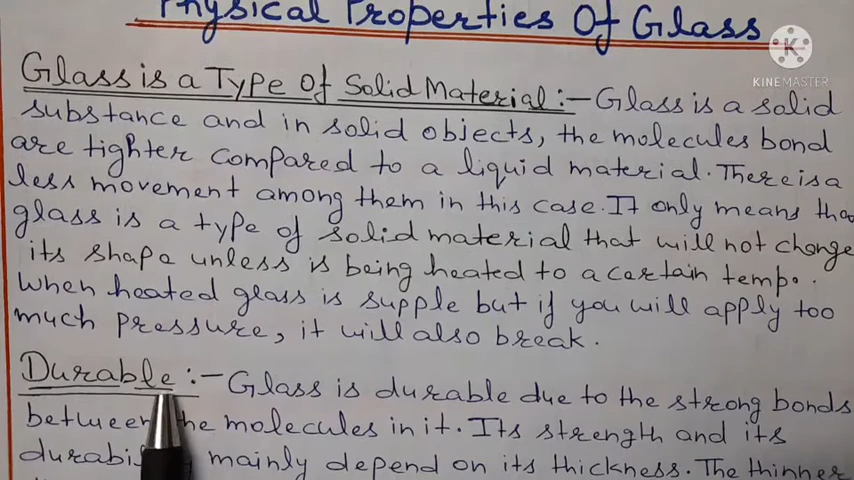 Physical Properties Of Glass
KINEMASTER
Glass is a Type Of Solid Material :- Glass is a solid
substance and in solid objects, the molecules bond
are tighter compared to a liquid material. There is a
less movement among them in this case. It only means tha
glass is a type of solid material that will not change
its shape unless is being heated to a certain temp.
When heated glass is supple but if you will apply too
much pressure, it will also break.
Durable :- Glass is durable due to the strong bonds
between the molecules in it. Its strength and its
mainly depend on its thickness. The thinner